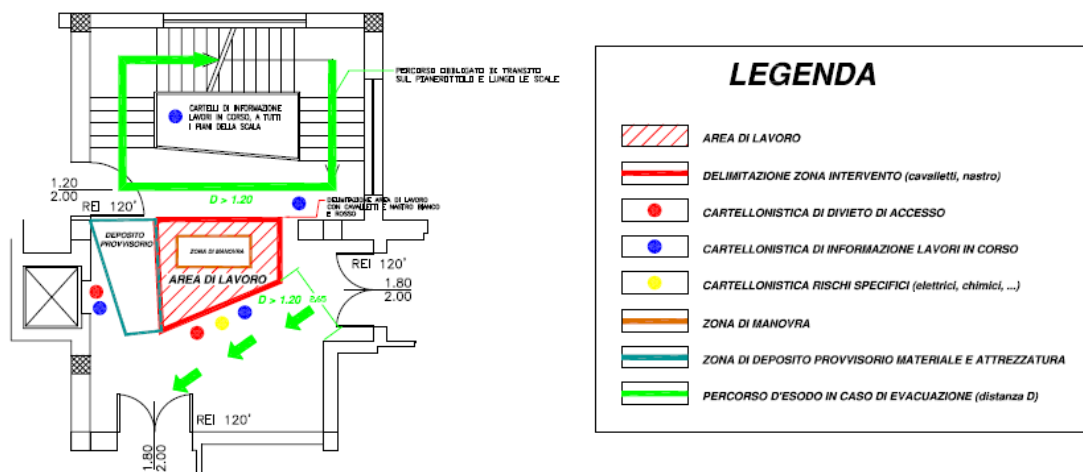 PERCORSO OBBLIGATO DI TRANSITO
SUL PIANEROTTOLO E LUNGO LE SCALE
CARTELLI DI INFORMAZIONE
LAVORI IN CORSO, A TUTTI
I PIANI DELLA SCALA
1.20
2.00
REI 120'
D > 1.20
DELIMITAZIONE AREA DI LAVORO
CON CAVALLETTI E NASTRO BIANCO
E ROSSO
DEPOSITO
PROVVISORIO
ZONA DI MANOVRA
AREA DI LAVORO
REI 120'
1.80
2.00
D > 1.20
REI 120'
1.80
2.00
LEGENDA
AREA DI LAVORO
DELIMITAZIONE ZONA INTERVENTO (cavalletti, nastro)
CARTELLONISTICA DI DIVIETO DI ACCESSO
CARTELLONISTICA DI INFORMAZIONE LAVORI IN CORSO
CARTELLONISTICA RISCHI SPECIFICI (elettrici, chimici, ...)
ZONA DI MANOVRA
ZONA DI DEPOSITO PROVVISORIO MATERIALE E ATTREZZATURA
PERCORSO D'ESODO IN CASO DI EVACUAZIONE (distanza D)